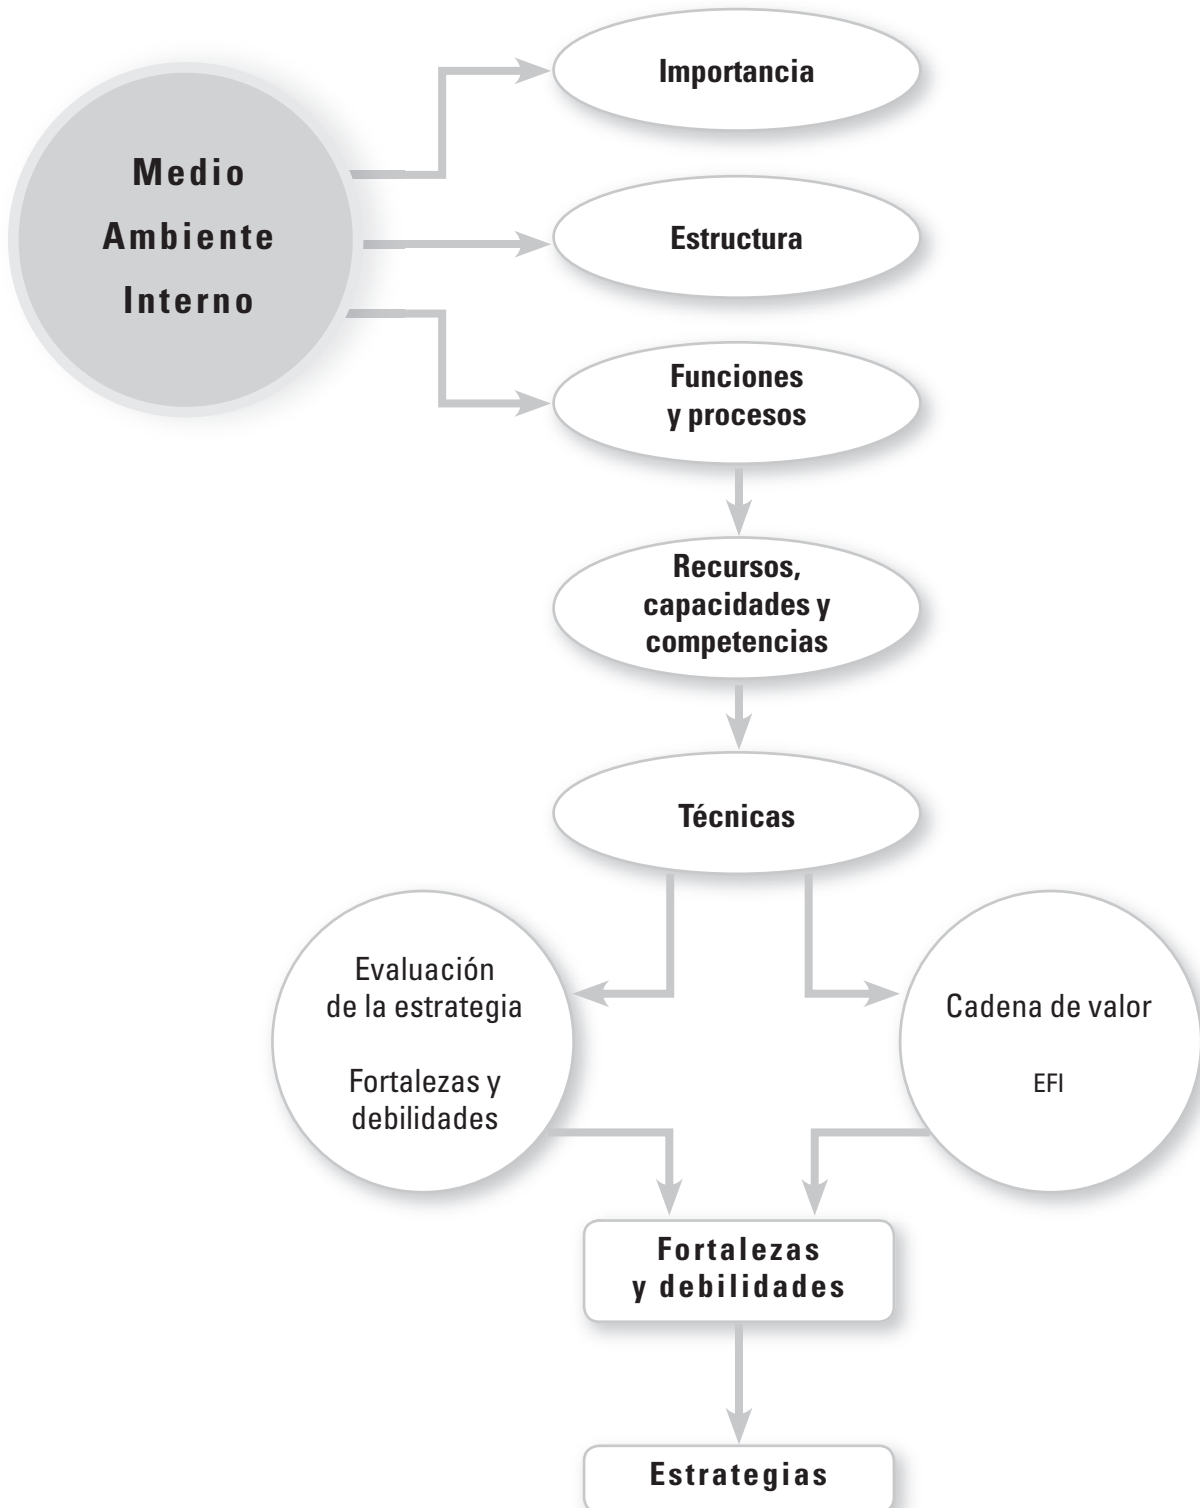 Medio
Ambiente
Interno
Importancia
Estructura
Funciones
y procesos
Recursos,
capacidades y
competencias
Técnicas
Evaluación
de la estrategia
Fortalezas y
debilidades
Cadena de valor
EFI
Fortalezas
y debilidades
Estrategias